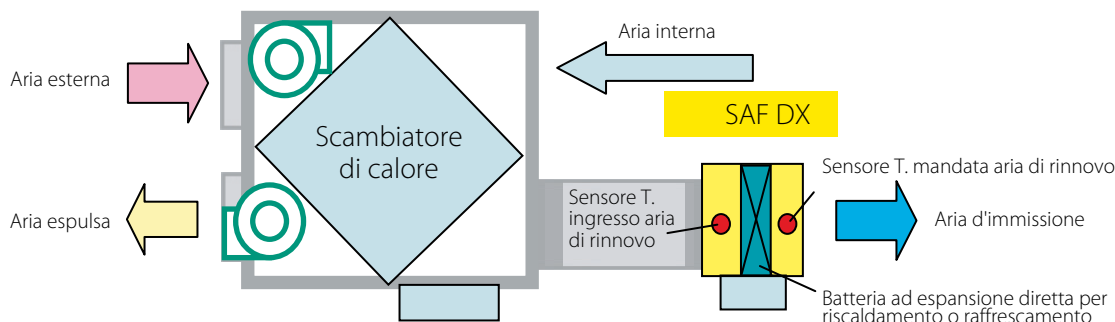 Aria interna
Aria esterna
SAF DX
Scambiatore
di calore
Sensore T. mandata aria di rinnovo
Sensore T.
ingresso aria
di rinnovo
Aria espulsa
Aria d'immissione
Batteria ad espansione diretta per
riscaldamento o raffrescamento